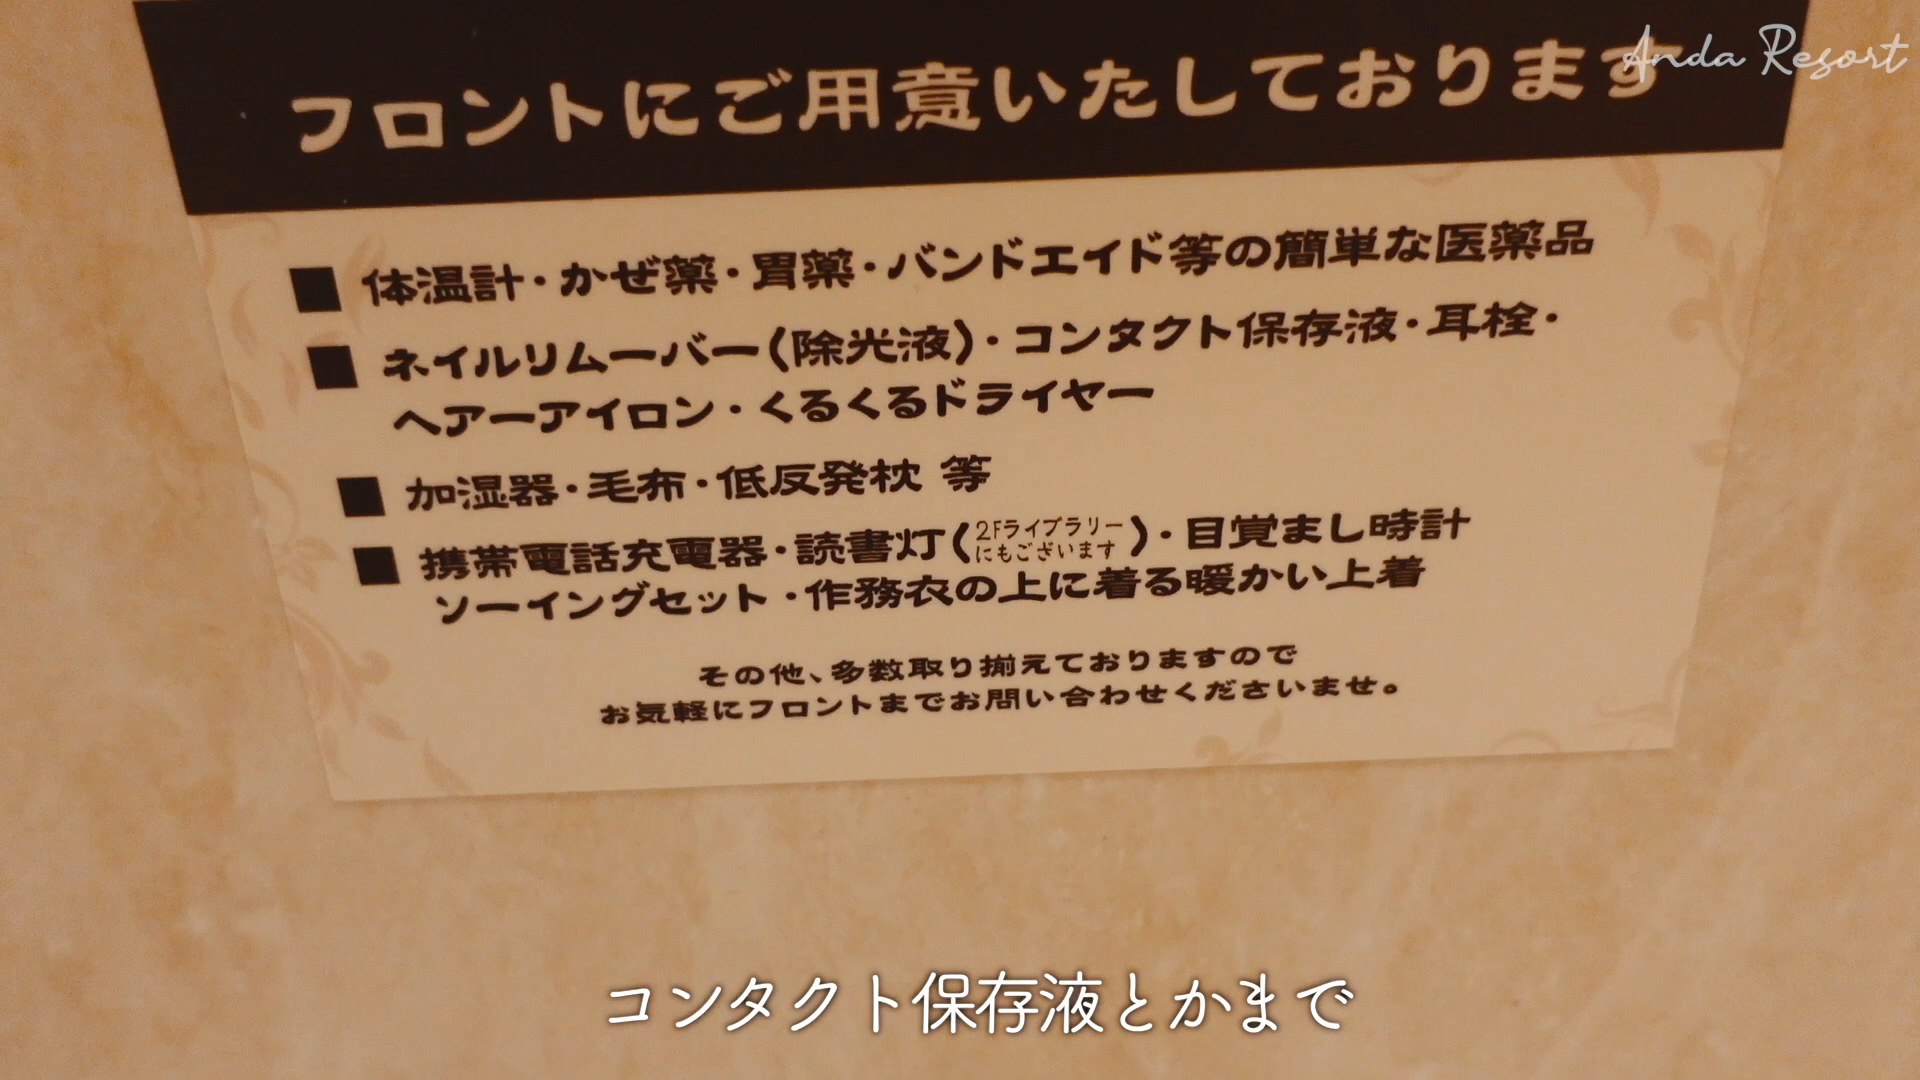 Anda Resort
フロントにご用意いたしております
■ 体温計・かぜ薬・胃薬・バンドエイド等の簡単な医薬品
■ ネイルリムーバー(除光液)・コンタクト保存液・耳栓・
ヘアーアイロン・くるくるドライヤー
■ 加湿器・毛布・低反発枕 等
■ 携帯電話充電器・読書灯(2Fライブラリーにもございます)・目覚まし時計
ソーイングセット・作務衣の上に着る暖かい上着
その他、多数取り揃えておりますので
お気軽にフロントまでお問い合わせくださいませ。
コンタクト保存液とかまで